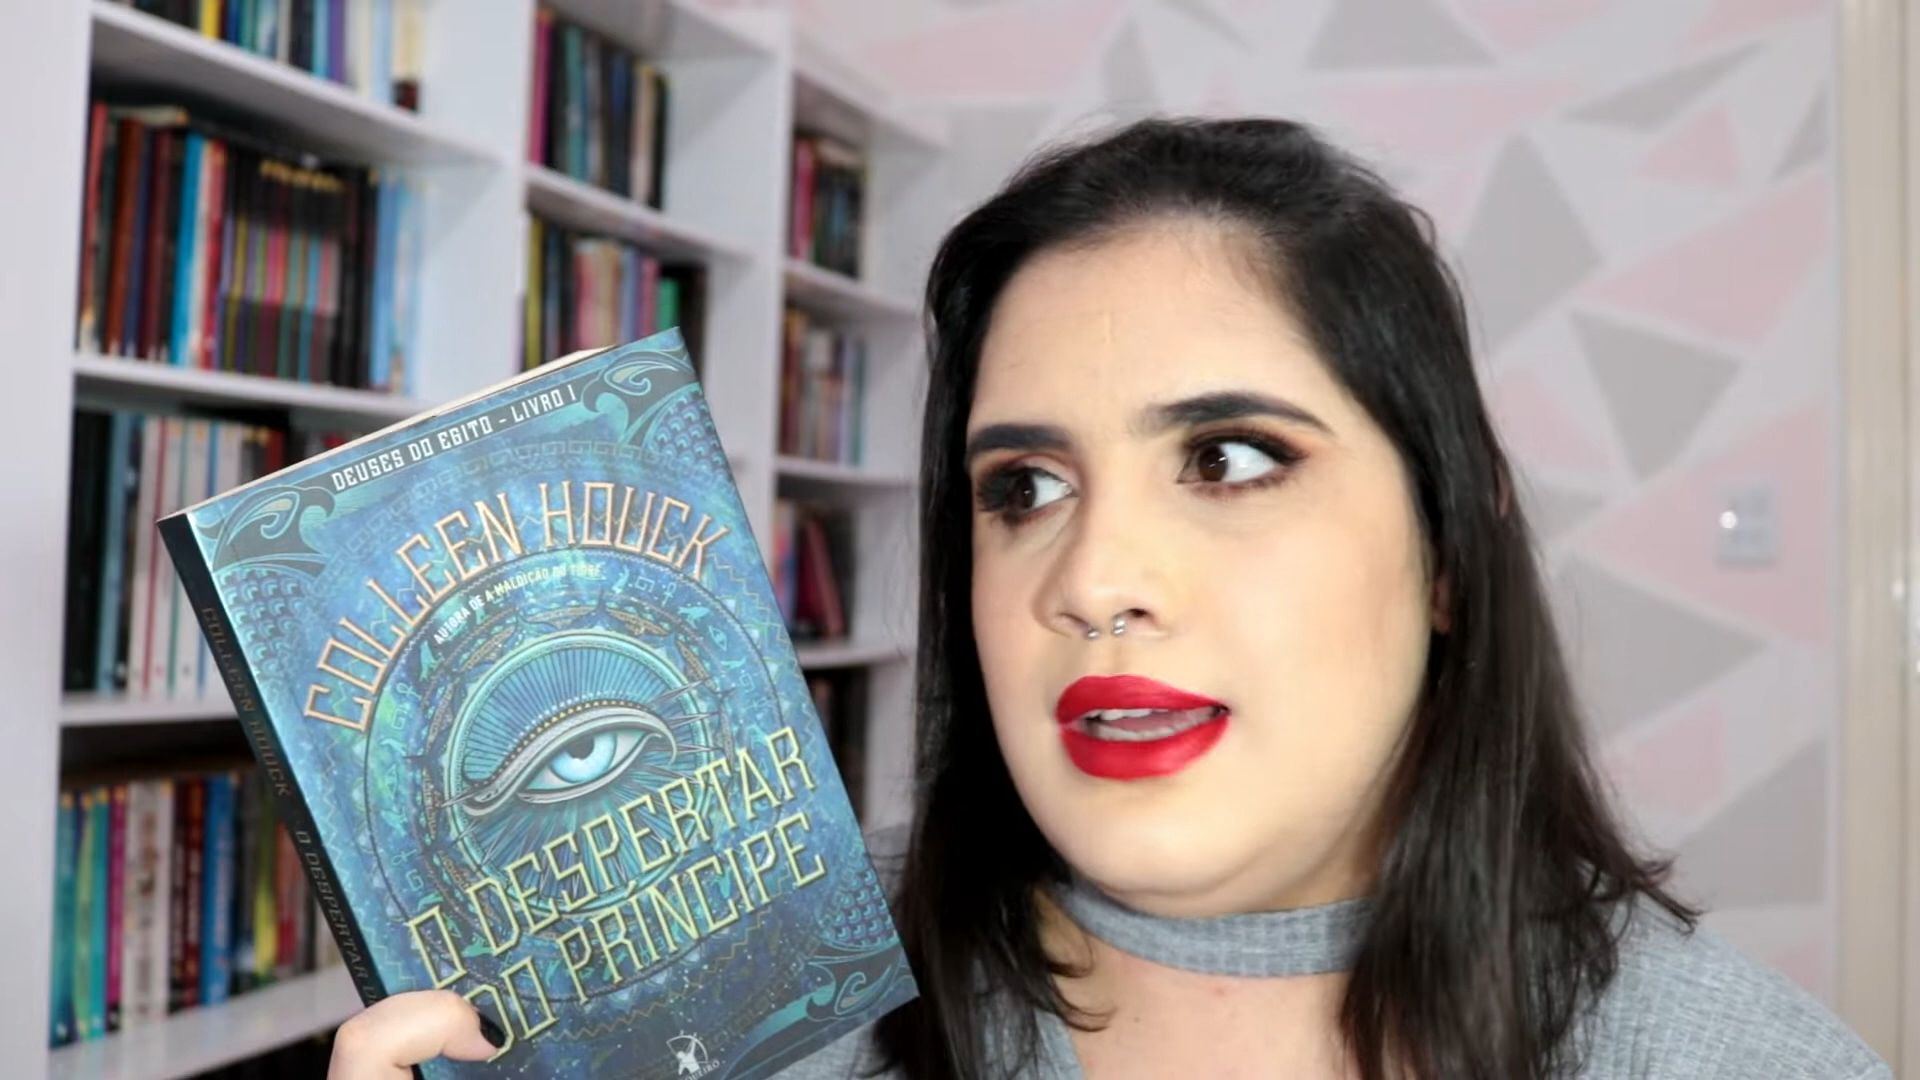 DEUSES DO EGITO - LIVRO I
COLLEEN HOUCK
AUTORA DE A MALDIÇÃO DO TIGRE
O DESPERTAR
DO PRÍNCIPE
COLLEEN HOUCK O DESPERTAR D